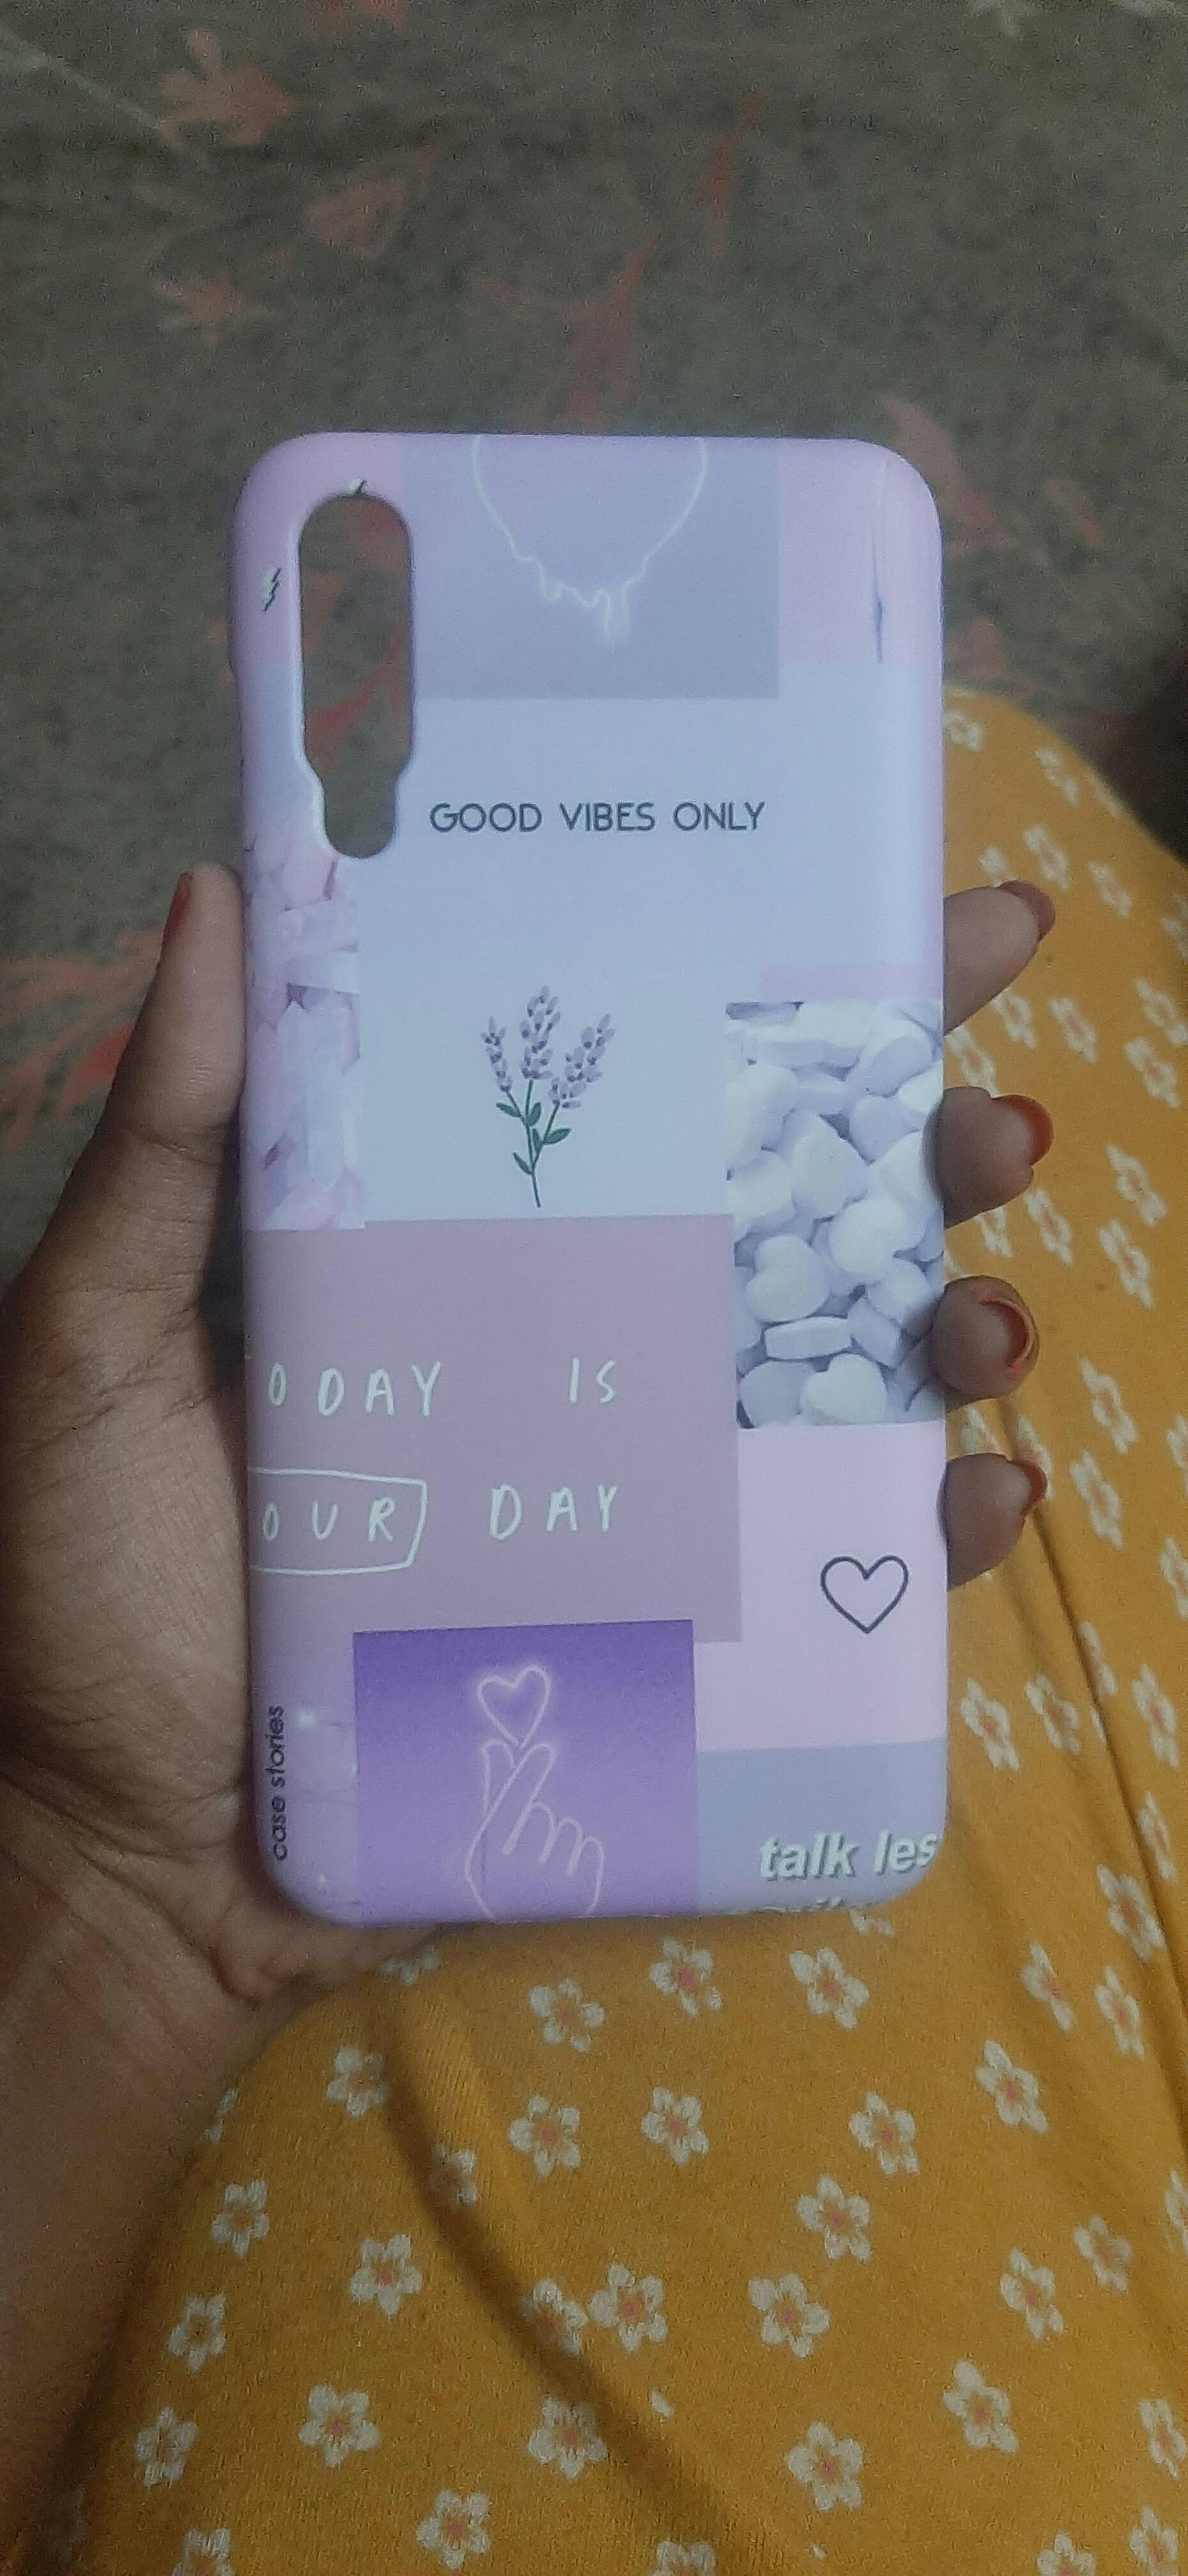 GOOD VIBES ONLY
ODAY IS
OUR DAY
case stories
talk les